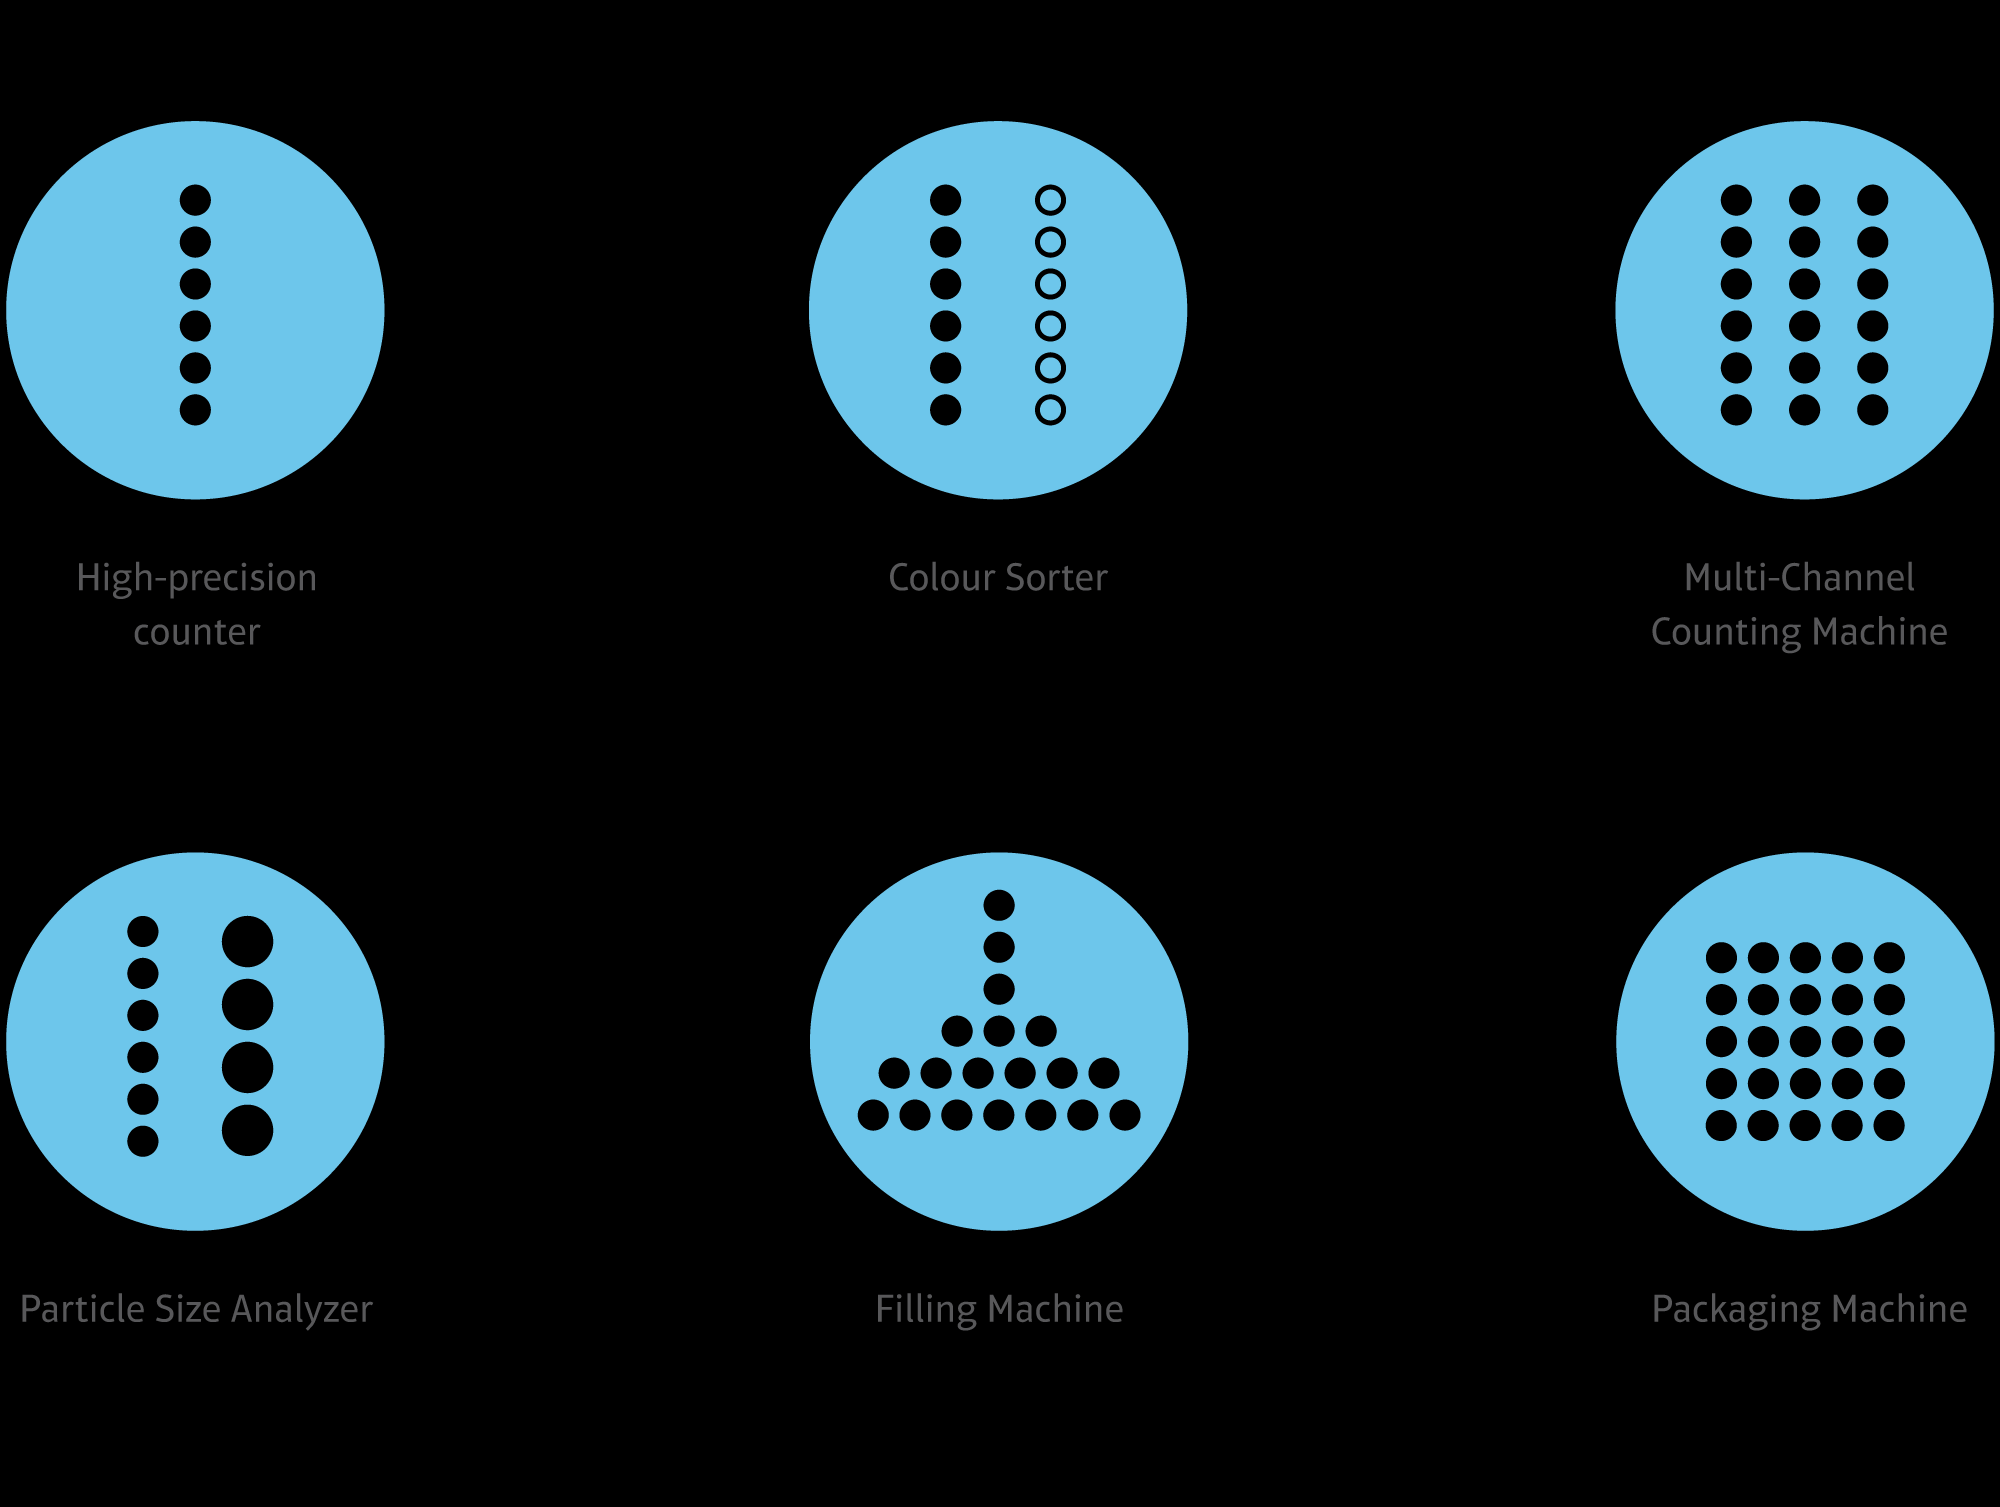 High-precision
counter
Colour Sorter
Multi-Channel
Counting Machine
Particle Size Analyzer
Filling Machine
Packaging Machine